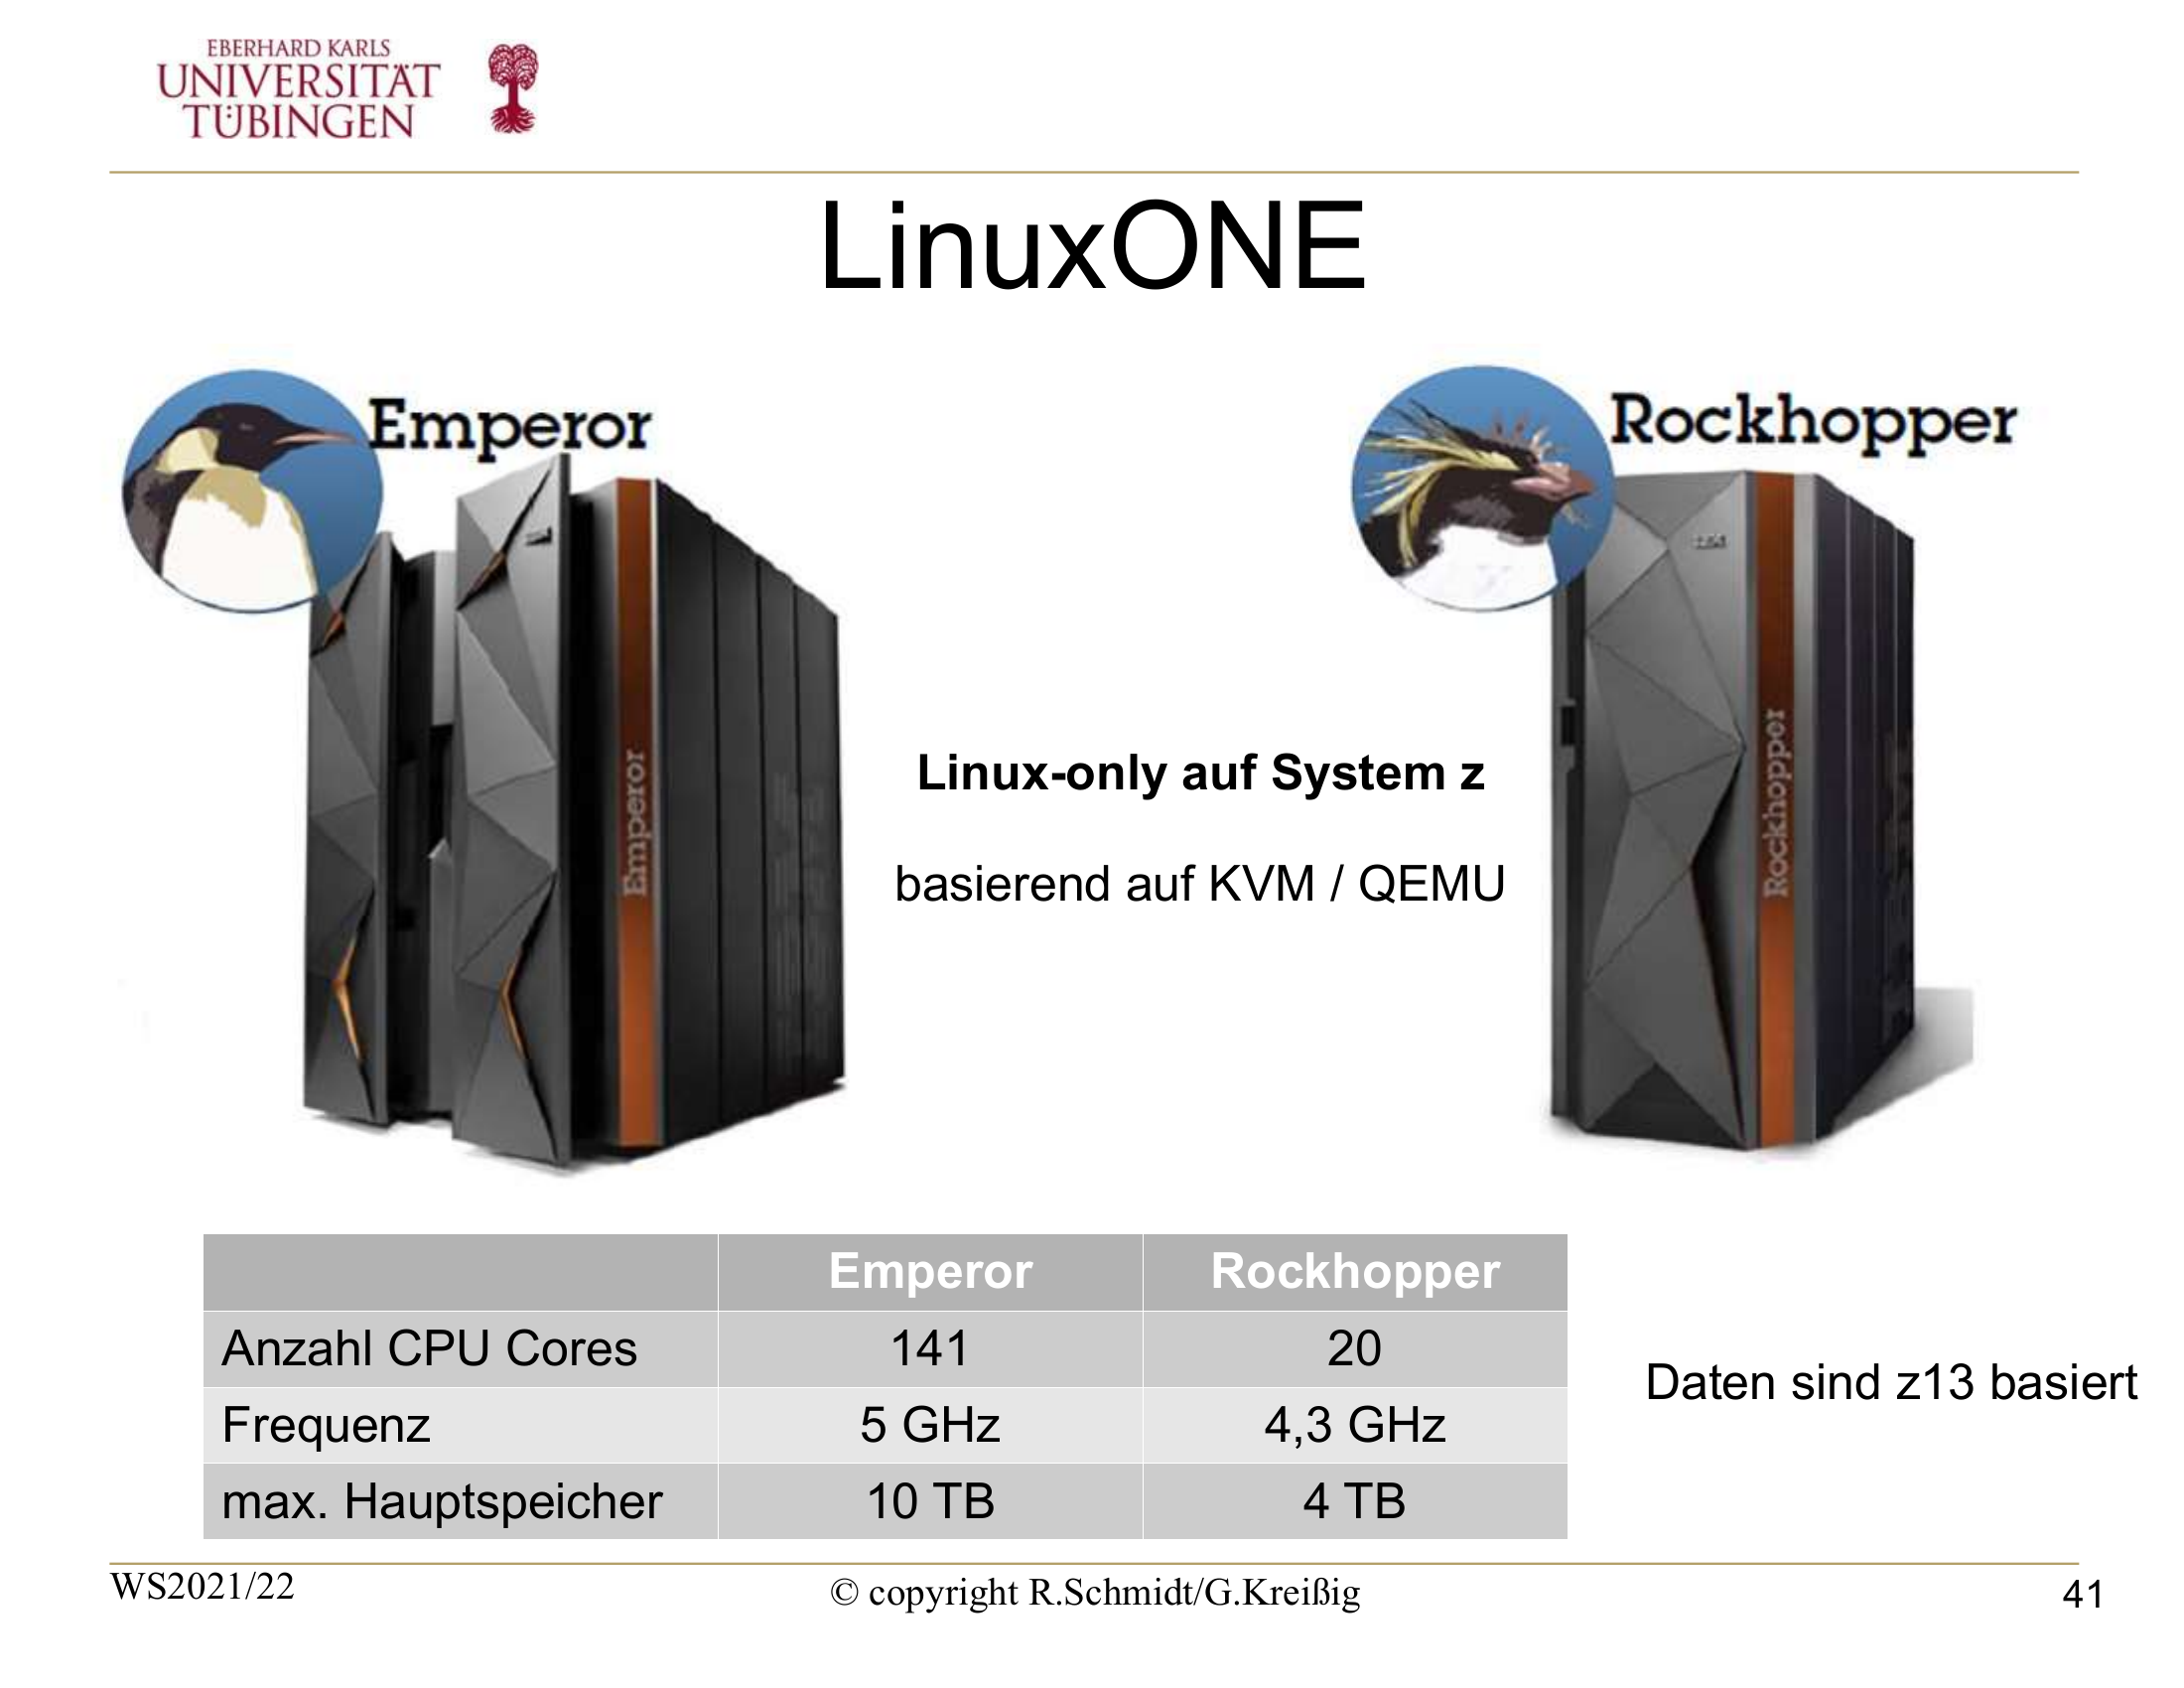 EBERHARD KARLS
UNIVERSITÄT
TÜBINGEN
LinuxONE
Emperor
Rockhopper
IBM
IBM
Emperor
Rockhopper
Linux-only auf System z
basierend auf KVM / QEMU
Emperor Rockhopper
Anzahl CPU Cores 141 20
Frequenz 5 GHz 4,3 GHz
max. Hauptspeicher 10 TB 4 TB
Daten sind z13 basiert
WS2021/22
© copyright R.Schmidt/G.Kreißig
41